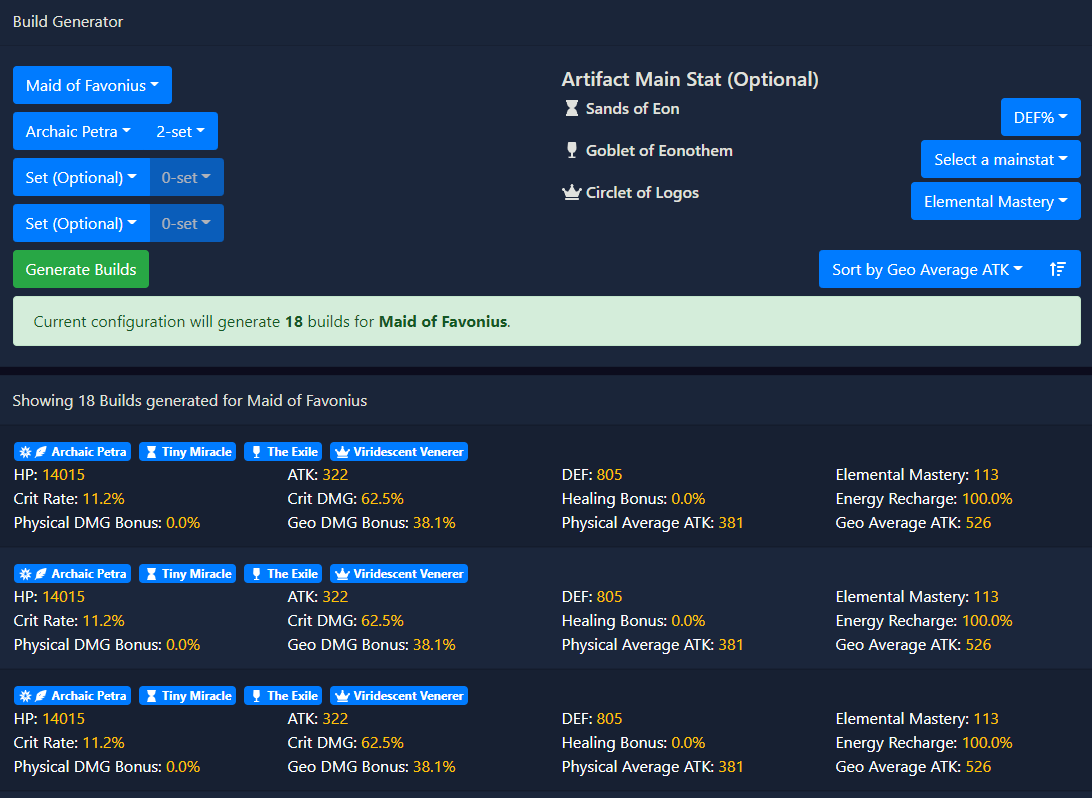 Build Generator
Maid of Favonius
Artifact Main Stat (Optional)
Sands of Eon
DEF%
Archaic Petra 2-set
Goblet of Eonothem
Select a mainstat
Set (Optional) 0-set
Circlet of Logos
Elemental Mastery
Set (Optional) 0-set
Generate Builds
Sort by Geo Average ATK
Current configuration will generate 18 builds for Maid of Favonius.
Showing 18 Builds generated for Maid of Favonius
Archaic Petra Tiny Miracle The Exile Viridescent Venerer
HP: 14015 ATK: 322 DEF: 805 Elemental Mastery: 113
Crit Rate: 11.2% Crit DMG: 62.5% Healing Bonus: 0.0% Energy Recharge: 100.0%
Physical DMG Bonus: 0.0% Geo DMG Bonus: 38.1% Physical Average ATK: 381 Geo Average ATK: 526
Archaic Petra Tiny Miracle The Exile Viridescent Venerer
HP: 14015 ATK: 322 DEF: 805 Elemental Mastery: 113
Crit Rate: 11.2% Crit DMG: 62.5% Healing Bonus: 0.0% Energy Recharge: 100.0%
Physical DMG Bonus: 0.0% Geo DMG Bonus: 38.1% Physical Average ATK: 381 Geo Average ATK: 526
Archaic Petra Tiny Miracle The Exile Viridescent Venerer
HP: 14015 ATK: 322 DEF: 805 Elemental Mastery: 113
Crit Rate: 11.2% Crit DMG: 62.5% Healing Bonus: 0.0% Energy Recharge: 100.0%
Physical DMG Bonus: 0.0% Geo DMG Bonus: 38.1% Physical Average ATK: 381 Geo Average ATK: 526